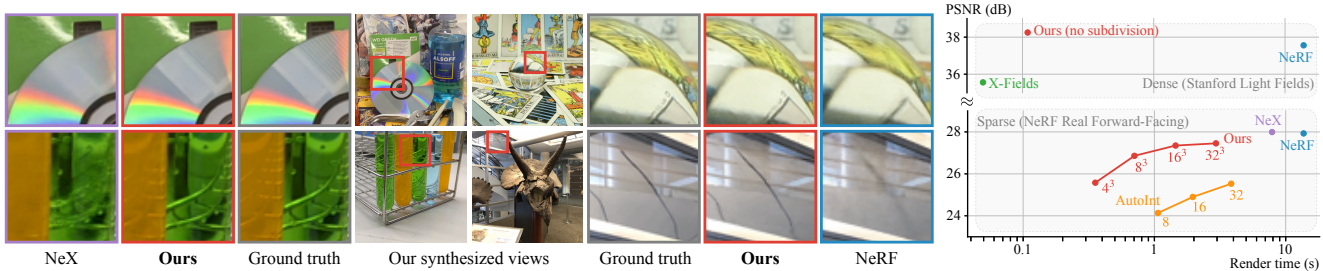 NeX
Ours
Ground truth
Our synthesized views
Ground truth
Ours
NeRF
PSNR (dB)
38
36
Ours (no subdivision)
NeRF
X-Fields
Dense (Stanford Light Fields)
28
26
24
Sparse (NeRF Real Forward-Facing)
NeX
NeRF
Ours
4³
8³
16³
32³
AutoInt
8
16
32
0.1
1
10
Render time (s)